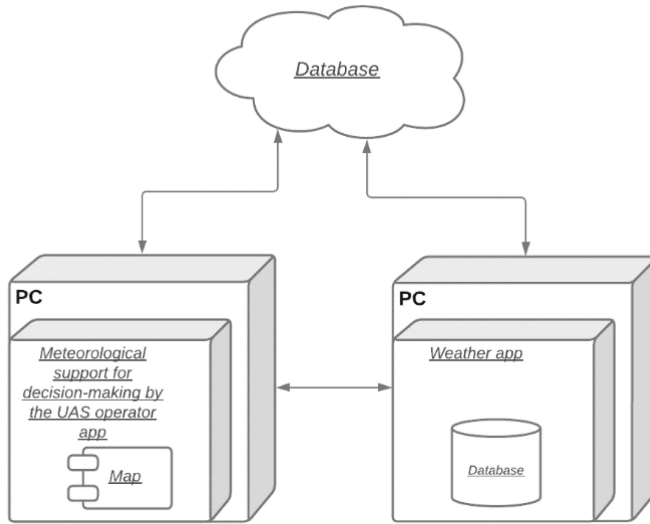 Database
PC
Meteorological
support for
decision-making by
the UAS operator
app
Map
PC
Weather app
Database